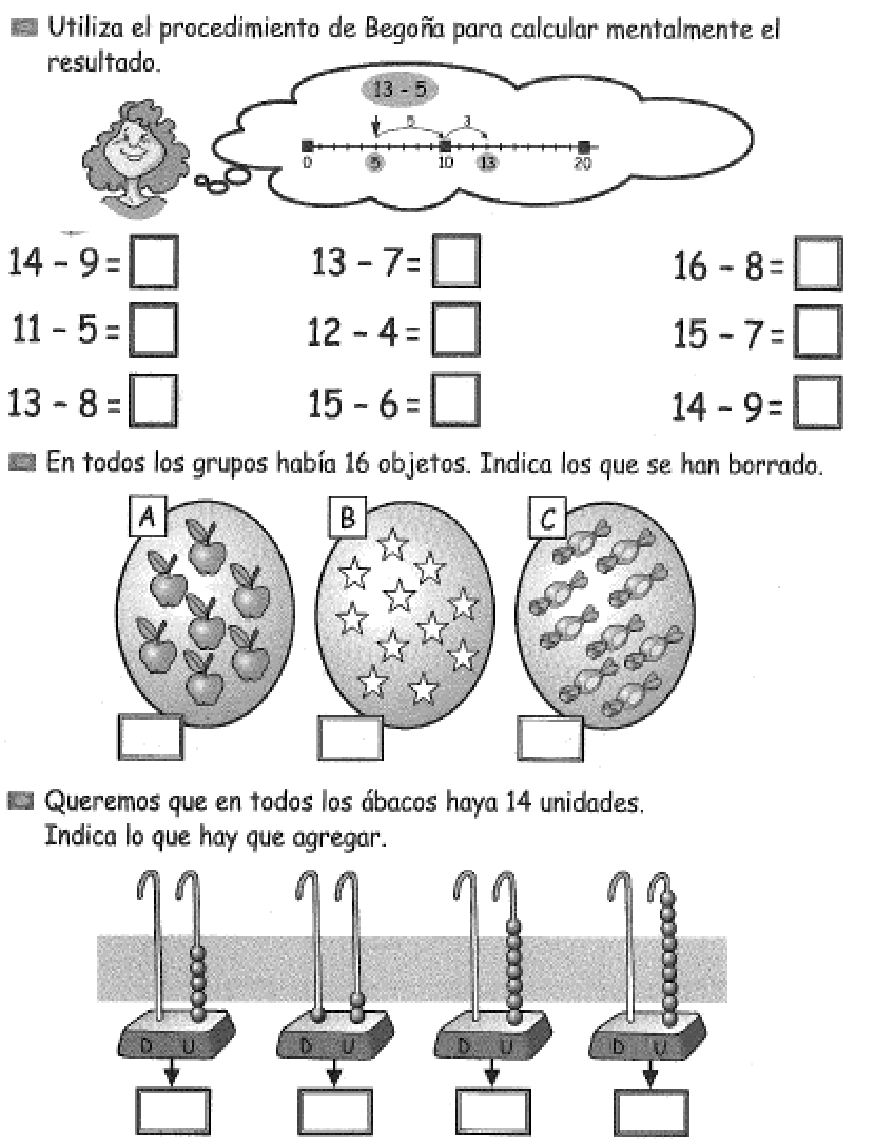 Utiliza el procedimiento de Begoña para calcular mentalmente el
resultado.
13 - 5
5 3
0 5 10 13 20
14 - 9 = 13 - 7 = 16 - 8 =
11 - 5 = 12 - 4 = 15 - 7 =
13 - 8 = 15 - 6 = 14 - 9 =
En todos los grupos había 16 objetos. Indica los que se han borrado.
A B C
Queremos que en todos los ábacos haya 14 unidades.
Indica lo que hay que agregar.
D U D U D U D U